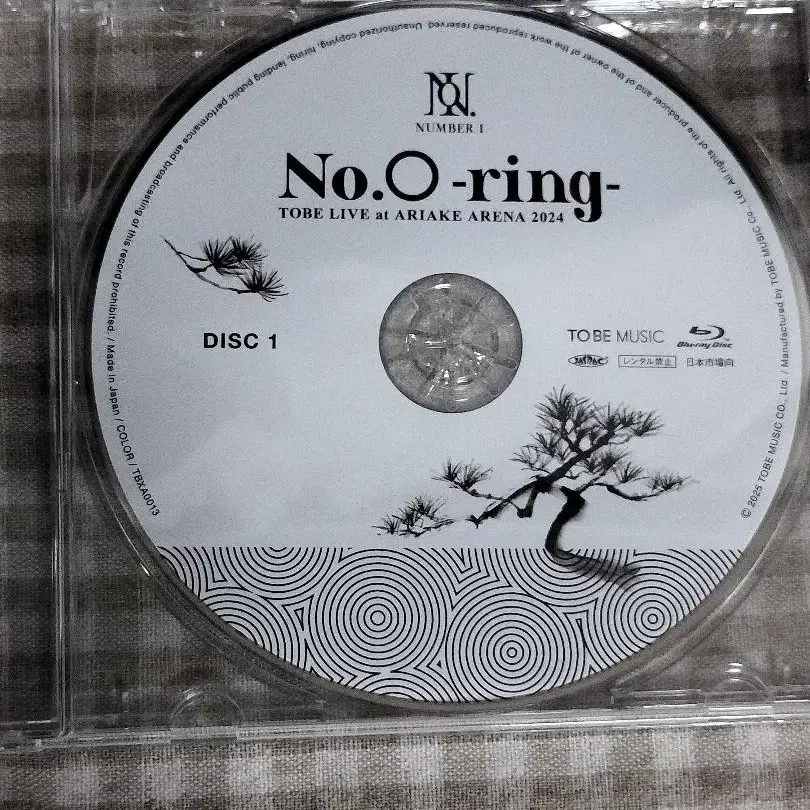 N
NUMBER_I
No.○ -ring-
TOBE LIVE at ARIAKE ARENA 2024
DISC 1
TOBE MUSIC
Blu-ray Disc
JASRAC
レンタル禁止
日本市場向
© 2025 TOBE MUSIC CO., Ltd. / Manufactured by TOBE MUSIC Co., Ltd. All rights of the producer and of the owner of the work reproduced reserved. Unauthorized copying, hiring, lending, public performance and broadcasting of this record prohibited. / Made in Japan / COLOR / TBXA0013